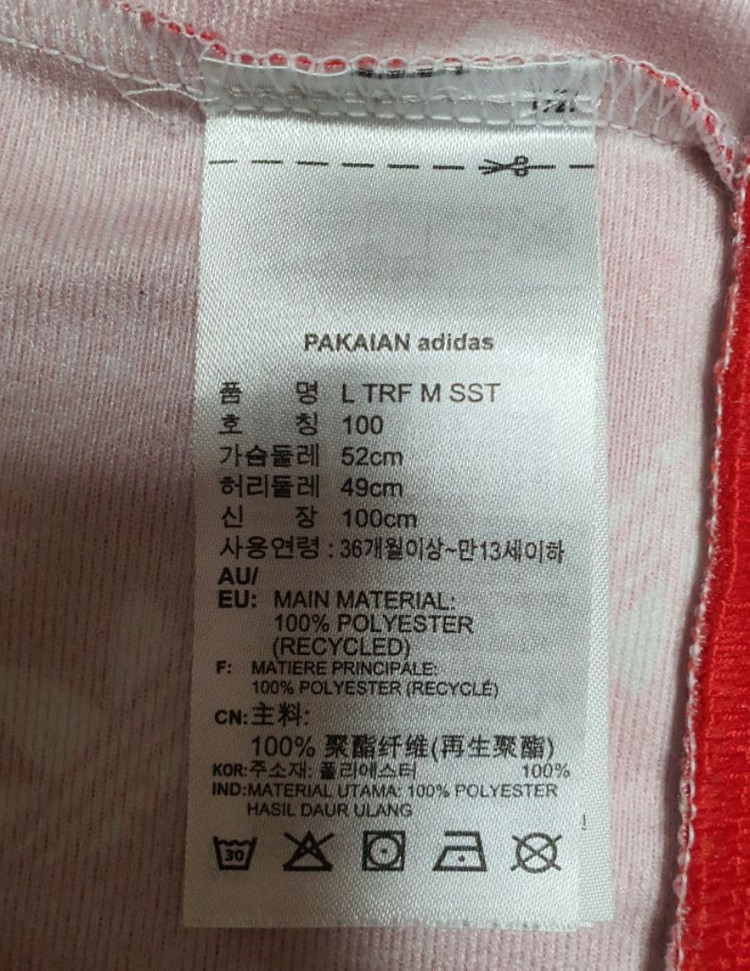 PAKAIAN adidas
품 명 L TRF M SST
호 칭 100
가슴둘레 52cm
허리둘레 49cm
신 장 100cm
사용연령 : 36개월이상~만13세이하
AU/
EU: MAIN MATERIAL:
100% POLYESTER
(RECYCLED)
F: MATIERE PRINCIPALE:
100% POLYESTER (RECYCLÉ)
CN:主料:
100% 聚酯纤维(再生聚酯)
KOR:주소재: 폴리에스터 100%
IND:MATERIAL UTAMA: 100% POLYESTER
HASIL DAUR ULANG
30